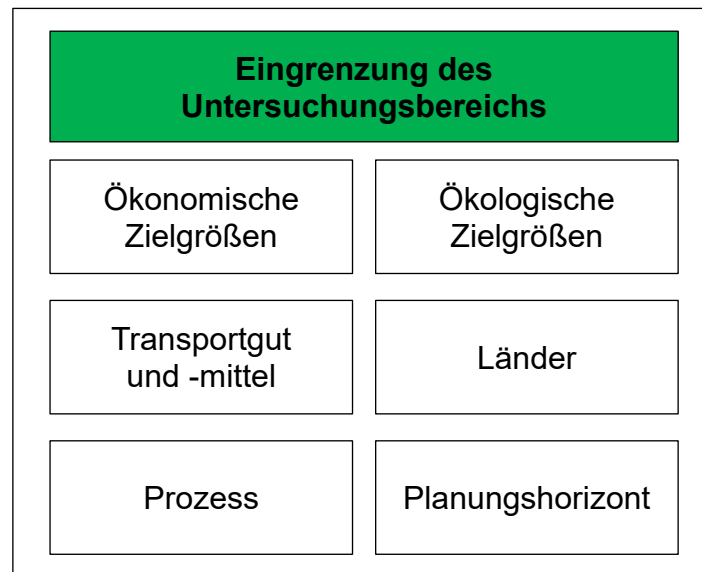 Eingrenzung des
Untersuchungsbereichs
Ökonomische
Zielgrößen
Ökologische
Zielgrößen
Transportgut
und -mittel
Länder
Prozess
Planungshorizont